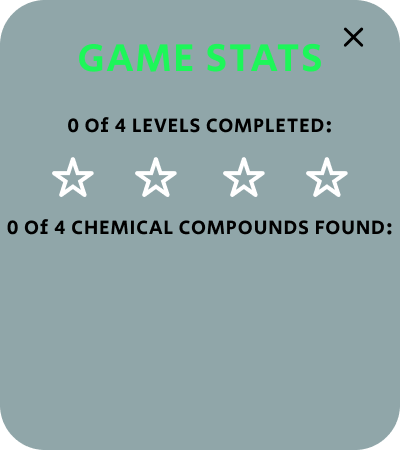 GAME STATS
0 Of 4 LEVELS COMPLETED:
0 Of 4 CHEMICAL COMPOUNDS FOUND: